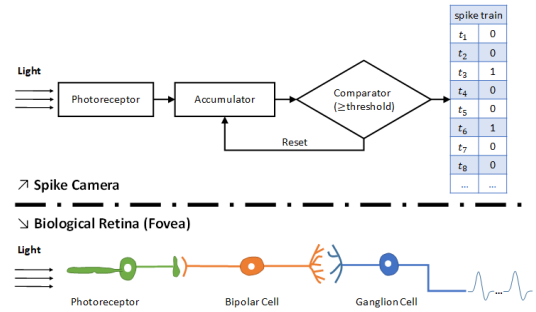 spike train
t1 0
t2 0
t3 1
t4 0
t5 0
t6 1
t7 0
t8 0
... ...
Light
Photoreceptor
Accumulator
Comparator
(≥threshold)
Reset
↗ Spike Camera
↘ Biological Retina (Fovea)
Light
Photoreceptor
Bipolar Cell
Ganglion Cell
...